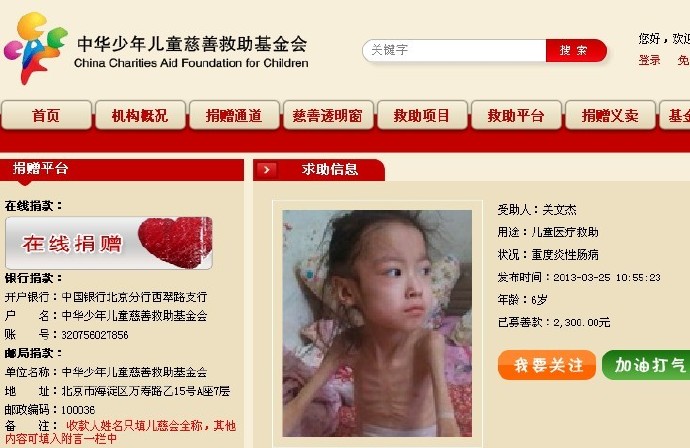 中华少年儿童慈善救助基金会
China Charities Aid Foundation for Children
关键字
搜 索
您好，欢迎
登录 免
首页 机构概况 捐赠通道 慈善透明窗 救助项目 救助平台 捐赠义卖 基金
捐赠平台
在线捐款：
在线捐赠
银行捐款：
开户银行：中国银行北京分行西翠路支行
户 名：中华少年儿童慈善救助基金会
账 号：320756027856
邮局捐款：
单位名称：中华少年儿童慈善救助基金会
地 址：北京市海淀区万寿路乙15号A座7层
邮政编码：100036
备 注： 收款人姓名只填儿慈会全称，其他
内容可填入附言一栏中
求助信息
受助人：关文杰
用途：儿童医疗救助
状况：重度炎性肠病
发布时间：2013-03-25 10:55:23
年龄：6岁
已募善款：2,300.00元
我要关注
加油打气